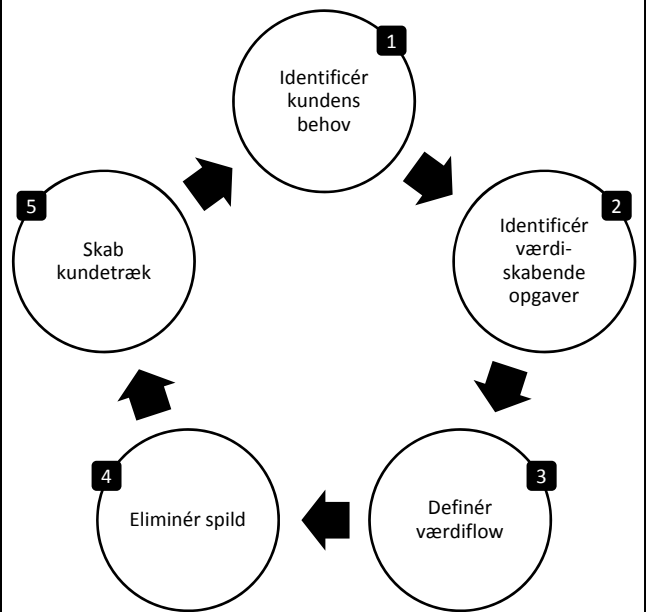 1
Identificér
kundens
behov
2
Identificér
værdi-
skabende
opgaver
3
Definér
værdiflow
4
Eliminér spild
5
Skab
kundetræk